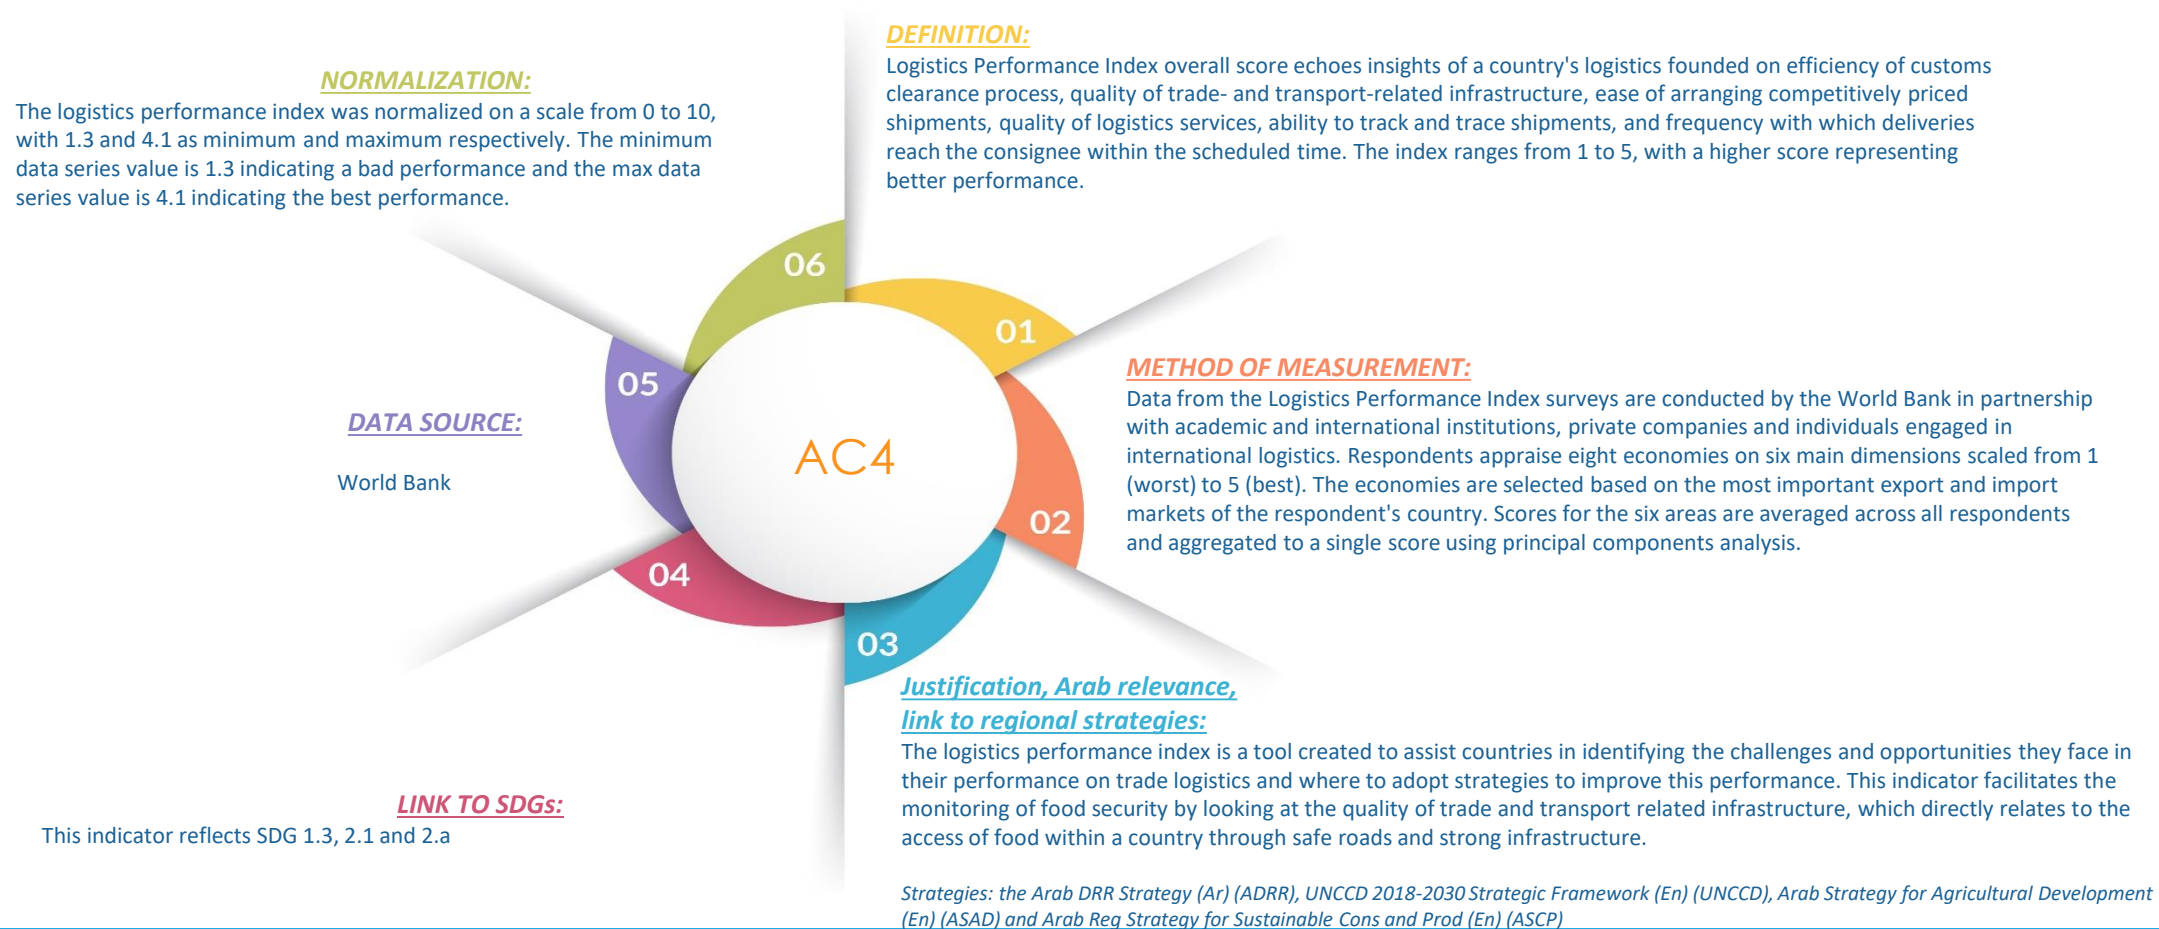 DEFINITION:
Logistics Performance Index overall score echoes insights of a country's logistics founded on efficiency of customs
clearance process, quality of trade- and transport-related infrastructure, ease of arranging competitively priced
shipments, quality of logistics services, ability to track and trace shipments, and frequency with which deliveries
reach the consignee within the scheduled time. The index ranges from 1 to 5, with a higher score representing
better performance.
01
METHOD OF MEASUREMENT:
Data from the Logistics Performance Index surveys are conducted by the World Bank in partnership
with academic and international institutions, private companies and individuals engaged in
international logistics. Respondents appraise eight economies on six main dimensions scaled from 1
(worst) to 5 (best). The economies are selected based on the most important export and import
markets of the respondent's country. Scores for the six areas are averaged across all respondents
and aggregated to a single score using principal components analysis.
02
03
Justification, Arab relevance,
link to regional strategies:
The logistics performance index is a tool created to assist countries in identifying the challenges and opportunities they face in
their performance on trade logistics and where to adopt strategies to improve this performance. This indicator facilitates the
monitoring of food security by looking at the quality of trade and transport related infrastructure, which directly relates to the
access of food within a country through safe roads and strong infrastructure.
Strategies: the Arab DRR Strategy (Ar) (ADRR), UNCCD 2018-2030 Strategic Framework (En) (UNCCD), Arab Strategy for Agricultural Development
(En) (ASAD) and Arab Reg Strategy for Sustainable Cons and Prod (En) (ASCP)
04
LINK TO SDGs:
This indicator reflects SDG 1.3, 2.1 and 2.a
05
DATA SOURCE:
World Bank
06
NORMALIZATION:
The logistics performance index was normalized on a scale from 0 to 10,
with 1.3 and 4.1 as minimum and maximum respectively. The minimum
data series value is 1.3 indicating a bad performance and the max data
series value is 4.1 indicating the best performance.
AC4